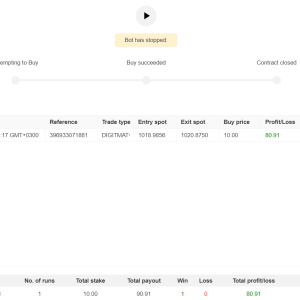 Bot has stopped
tempting to Buy Buy succeeded Contract closed
Reference Trade type Entry spot Exit spot Buy price Profit/Loss
17 GMT+0300 396933071881 DIGITMAT 1018.9856 1020.8750 10.00 80.91
No. of runs Total stake Total payout Win Loss Total profit/loss
1 10.00 90.91 1 0 80.91